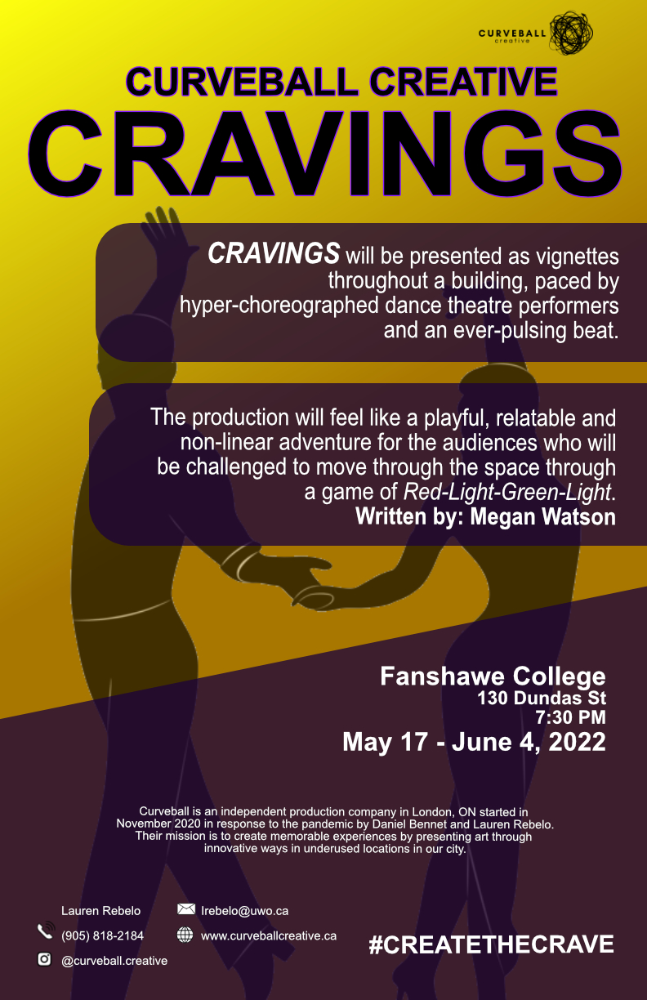 CURVEBALL
creative
CURVEBALL CREATIVE
CRAVINGS
CRAVINGS will be presented as vignettes
throughout a building, paced by
hyper-choreographed dance theatre performers
and an ever-pulsing beat.
The production will feel like a playful, relatable and
non-linear adventure for the audiences who will
be challenged to move through the space through
a game of Red-Light-Green-Light.
Written by: Megan Watson
Fanshawe College
130 Dundas St
7:30 PM
May 17 - June 4, 2022
Curveball is an independent production company in London, ON started in
November 2020 in response to the pandemic by Daniel Bennet and Lauren Rebelo.
Their mission is to create memorable experiences by presenting art through
innovative ways in underused locations in our city.
Lauren Rebelo
(905) 818-2184
@curveball.creative
lrebelo@uwo.ca
www.curveballcreative.ca
#CREATETHECRAVE